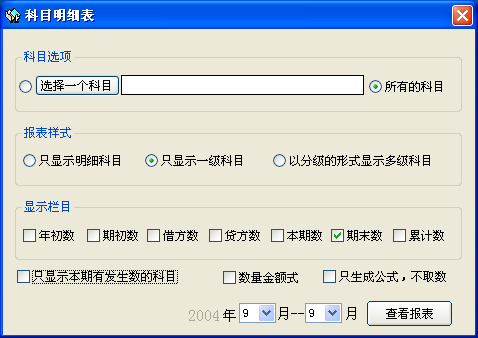 科目明细表
科目选项
选择一个科目 所有的科目
报表样式
只显示明细科目 只显示一级科目 以分级的形式显示多级科目
显示栏目
年初数 期初数 借方数 贷方数 本期数 期末数 累计数
只显示本期有发生数的科目 数量金额式 只生成公式，不取数
2004 年 9 月--9 月 查看报表